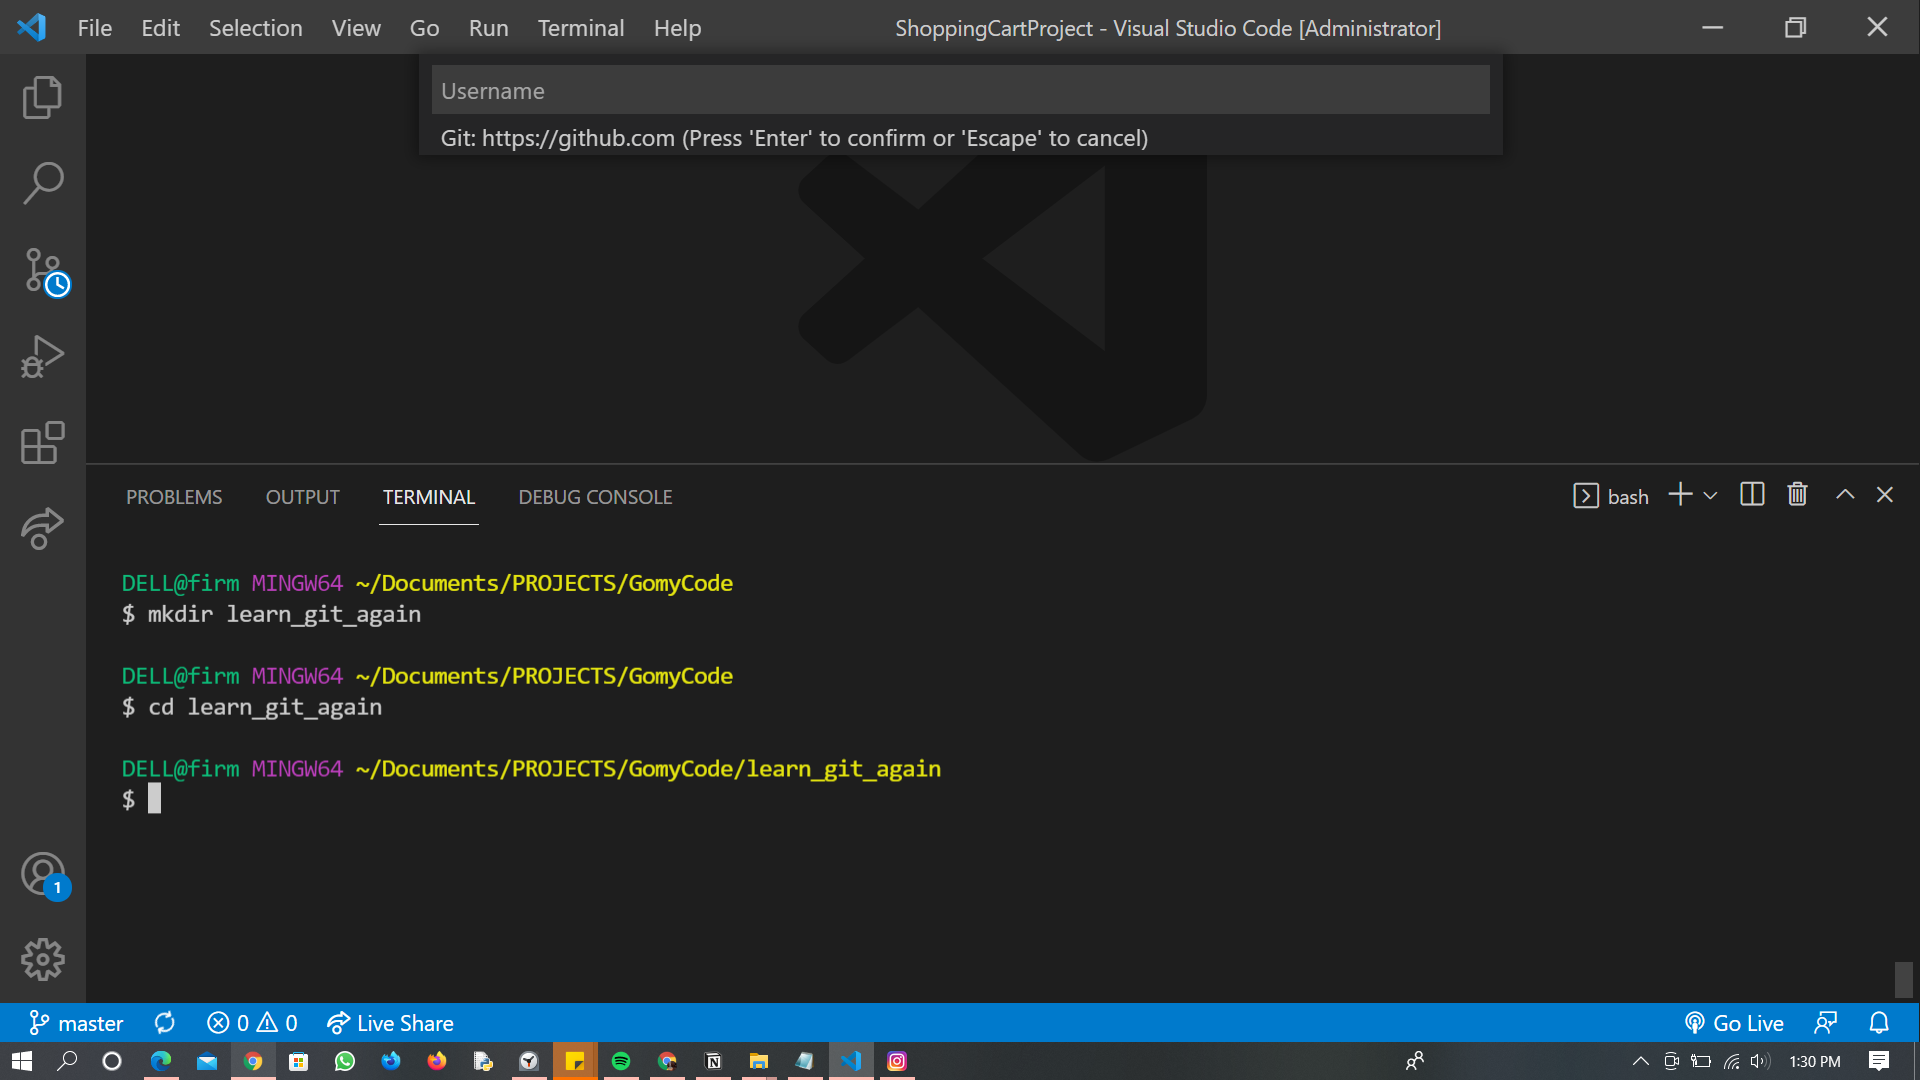 File Edit Selection View Go Run Terminal Help ShoppingCartProject - Visual Studio Code [Administrator]
Username
Git: https://github.com (Press 'Enter' to confirm or 'Escape' to cancel)
PROBLEMS OUTPUT TERMINAL DEBUG CONSOLE bash
DELL@firm MINGW64 ~/Documents/PROJECTS/GomyCode
$ mkdir learn_git_again
DELL@firm MINGW64 ~/Documents/PROJECTS/GomyCode
$ cd learn_git_again
DELL@firm MINGW64 ~/Documents/PROJECTS/GomyCode/learn_git_again
$
1
master 0 0 Live Share Go Live
1:30 PM